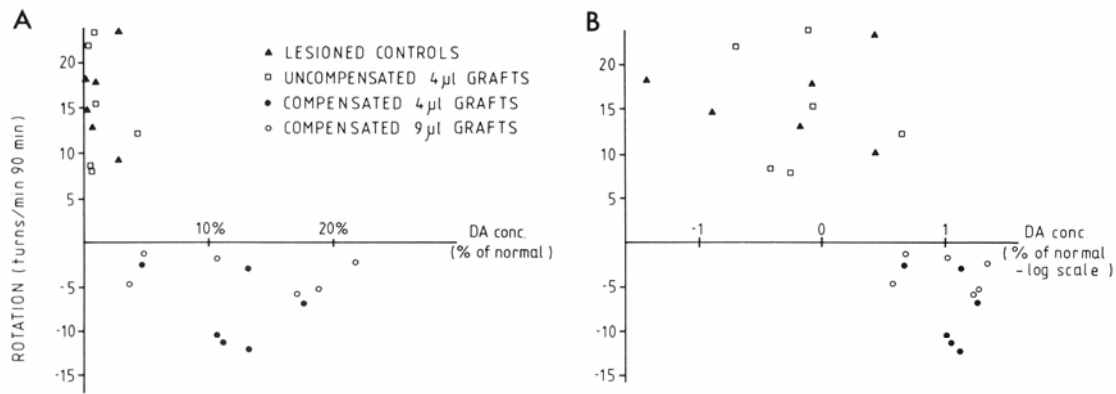 A
B
ROTATION (turns/min 90 min)
20
15
10
5
-5
-10
-15
10%
20%
DA conc.
(% of normal)
▲ LESIONED CONTROLS
□ UNCOMPENSATED 4µl GRAFTS
● COMPENSATED 4µl GRAFTS
○ COMPENSATED 9µl GRAFTS
20
15
10
5
-5
-10
-15
-1
0
1
DA conc.
(% of normal
-log scale)